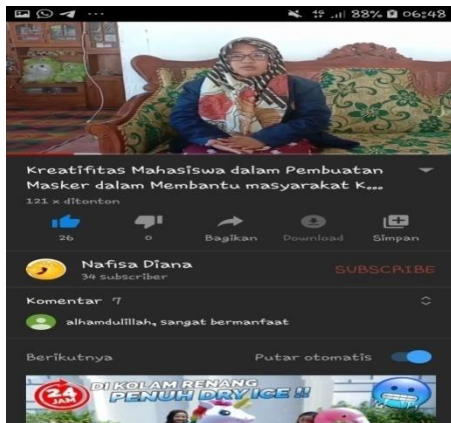 88% 06:48
Kreatifitas Mahasiswa dalam Pembuatan
Masker dalam Membantu masyarakat K...
121 x ditonton
26 0 Bagikan Download Simpan
Nafisa Diana SUBSCRIBE
34 subscriber
Komentar 7
alhamdulillah, sangat bermanfaat
Berikutnya Putar otomatis
24 JAM
DI KOLAM RENANG
PENUH DRY ICE !!